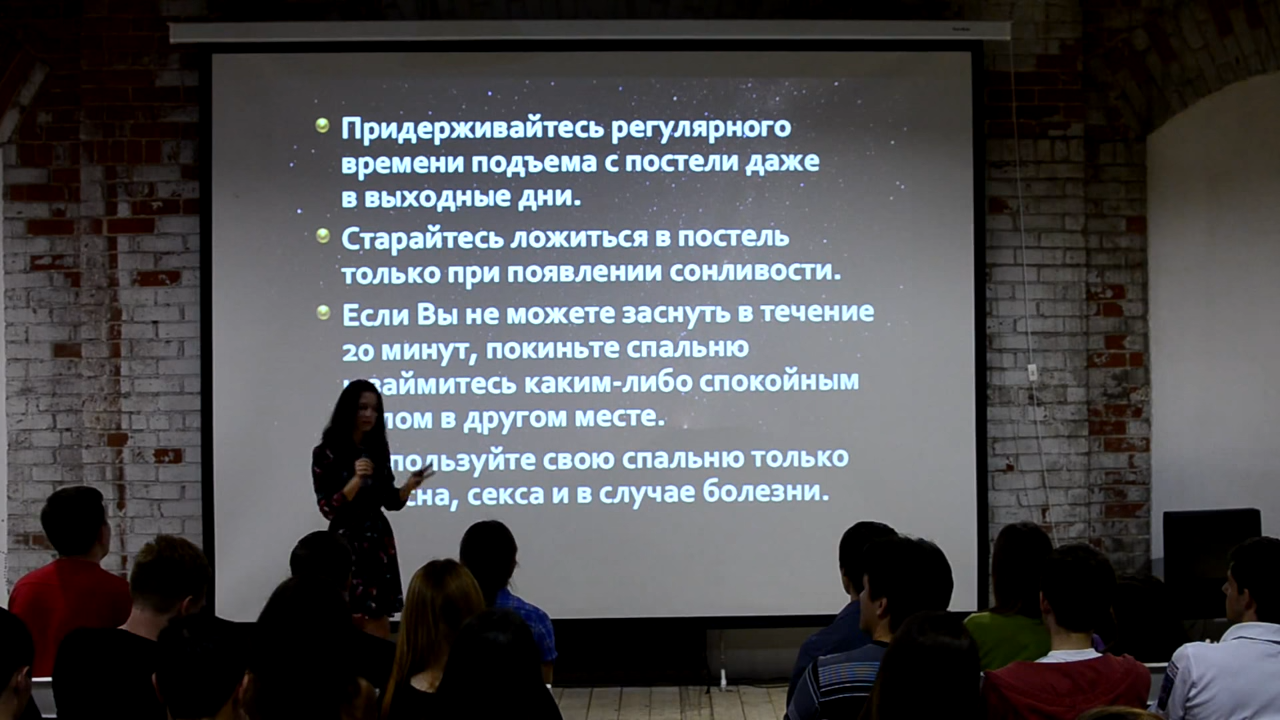 Придерживайтесь регулярного
времени подъема с постели даже
в выходные дни.
Старайтесь ложиться в постель
только при появлении сонливости.
Если Вы не можете заснуть в течение
20 минут, покиньте спальню
каким-либо спокойным
в другом месте.
свою спальню только
секса и в случае болезни.